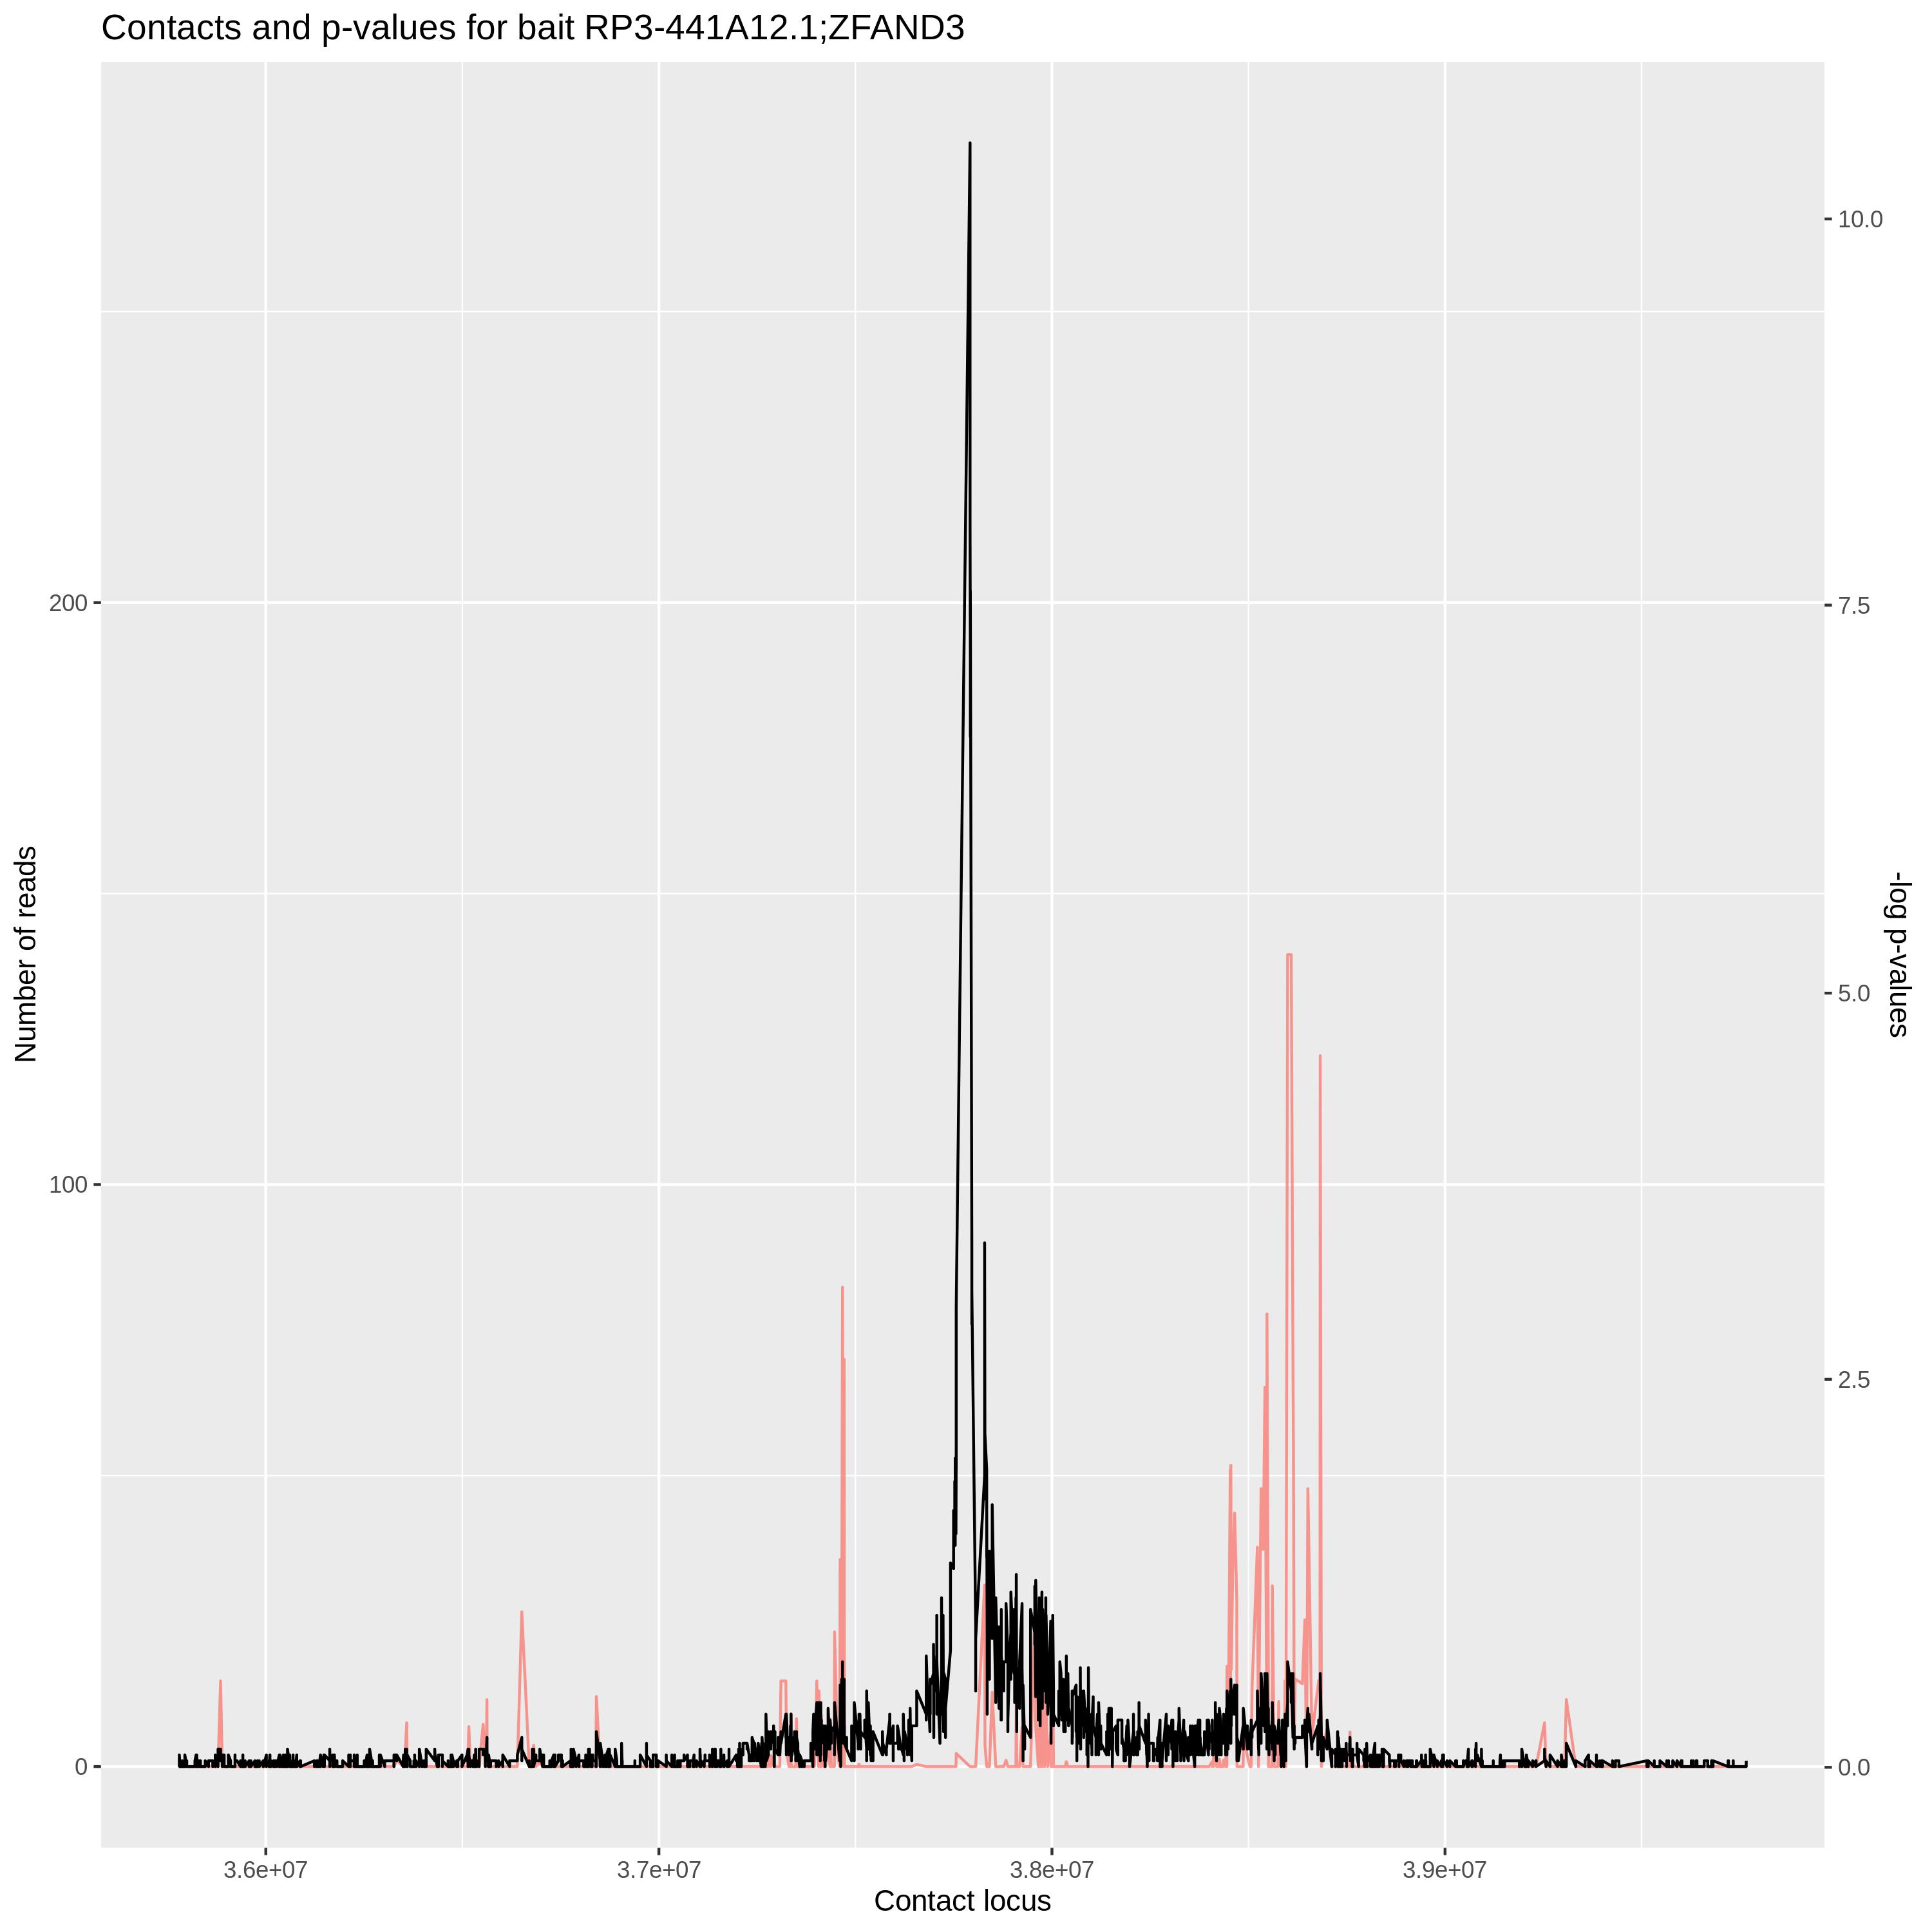 Contacts and p-values for bait RP3-441A12.1;ZFAND3
Number of reads
200
100
0
10.0
7.5
5.0
2.5
0.0
-log p-values
3.6e+07 3.7e+07 3.8e+07 3.9e+07
Contact locus